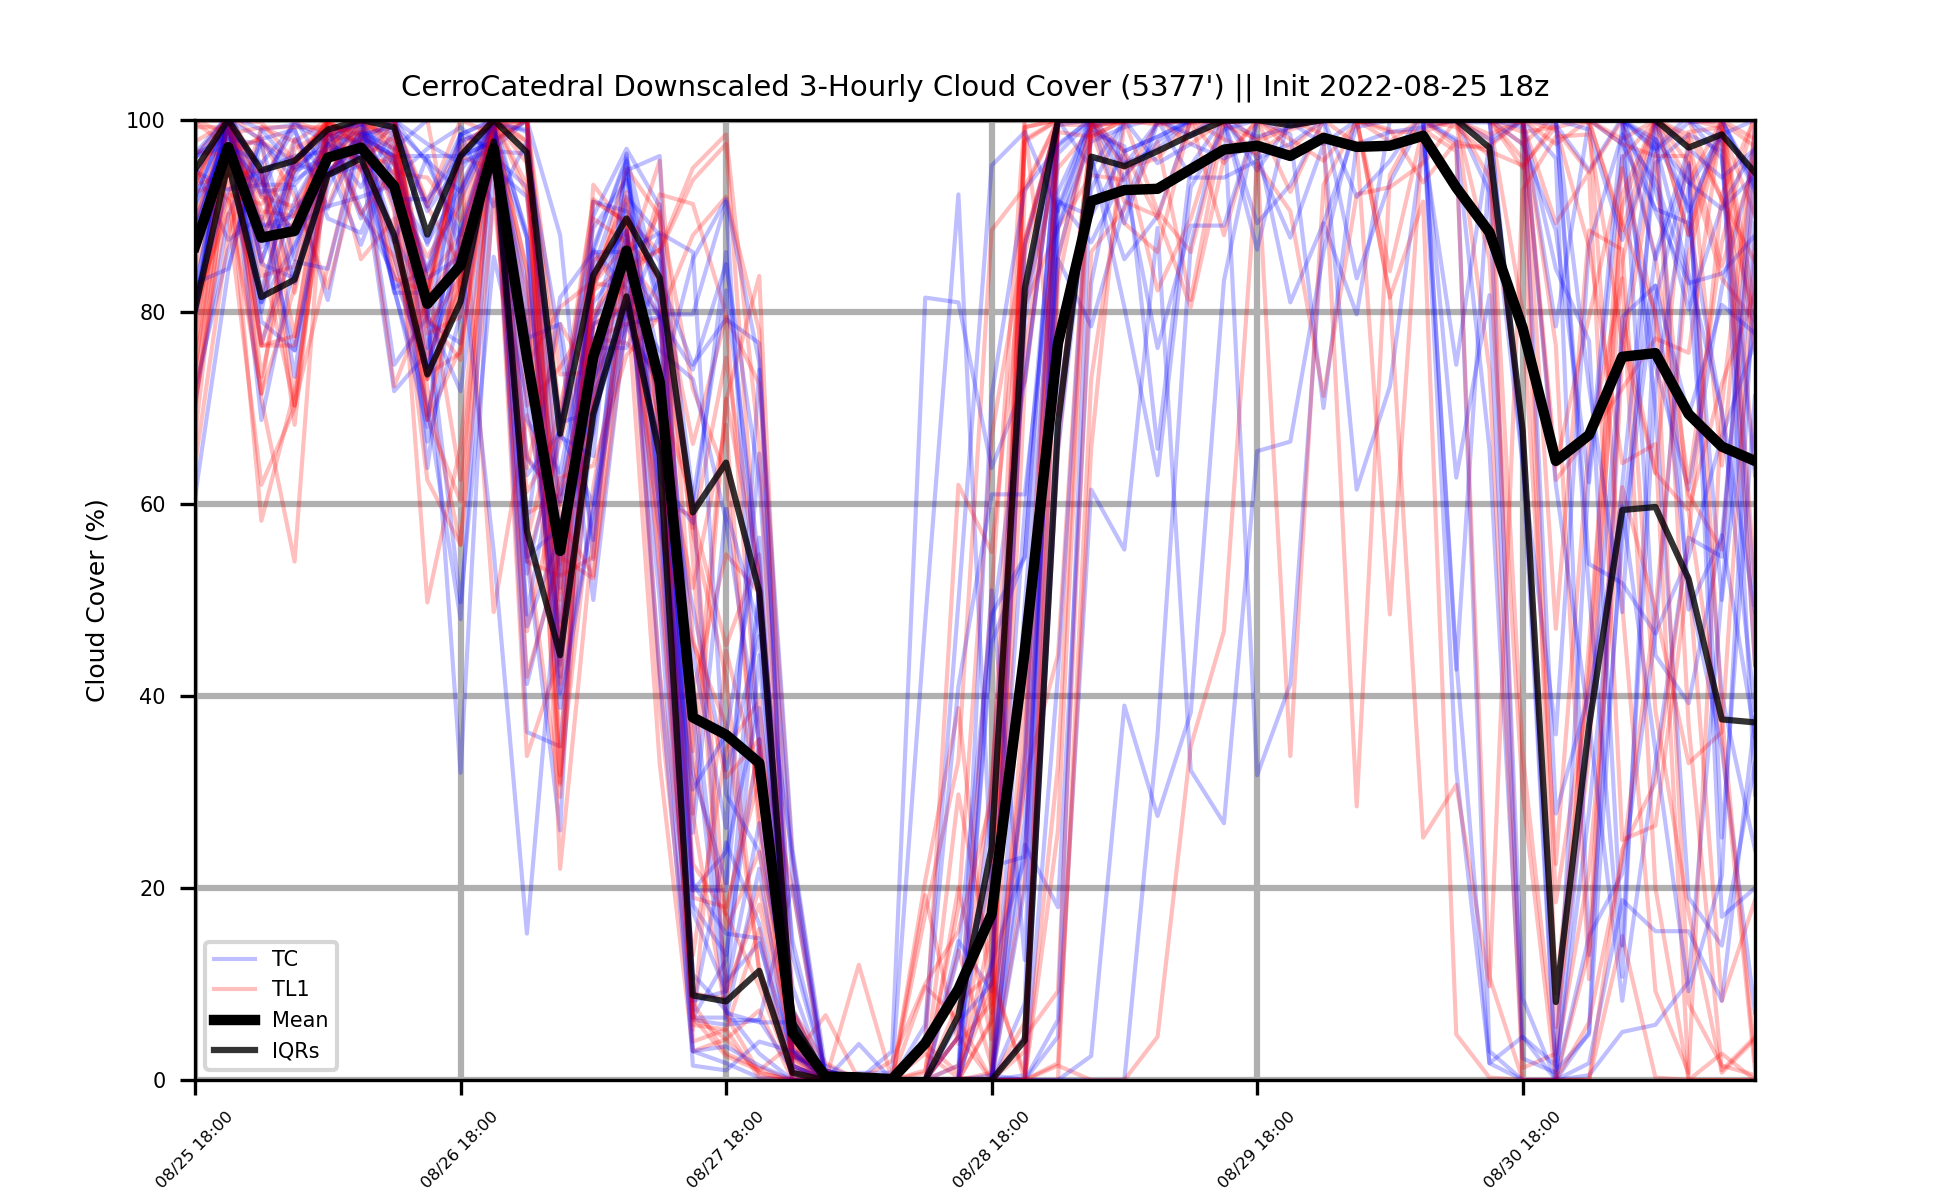 CerroCatedral Downscaled 3-Hourly Cloud Cover (5377') || Init 2022-08-25 18z
Cloud Cover (%)
100
80
60
40
20
0
TC
TL1
Mean
IQRs
08/25 18:00
08/26 18:00
08/27 18:00
08/28 18:00
08/29 18:00
08/30 18:00